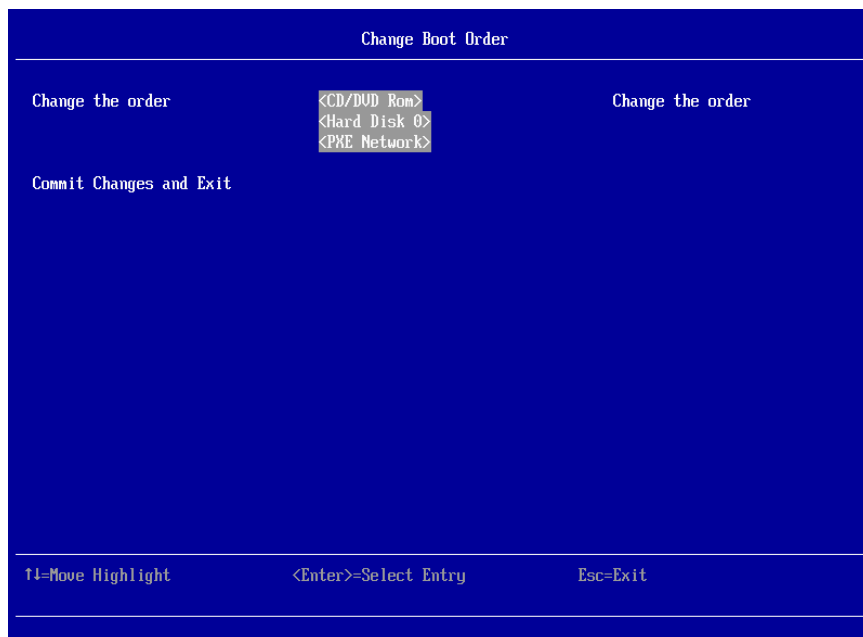 Change Boot Order
Change the order <CD/DVD Rom> Change the order
<Hard Disk 0>
<PXE Network>
Commit Changes and Exit
↑↓=Move Highlight <Enter>=Select Entry Esc=Exit